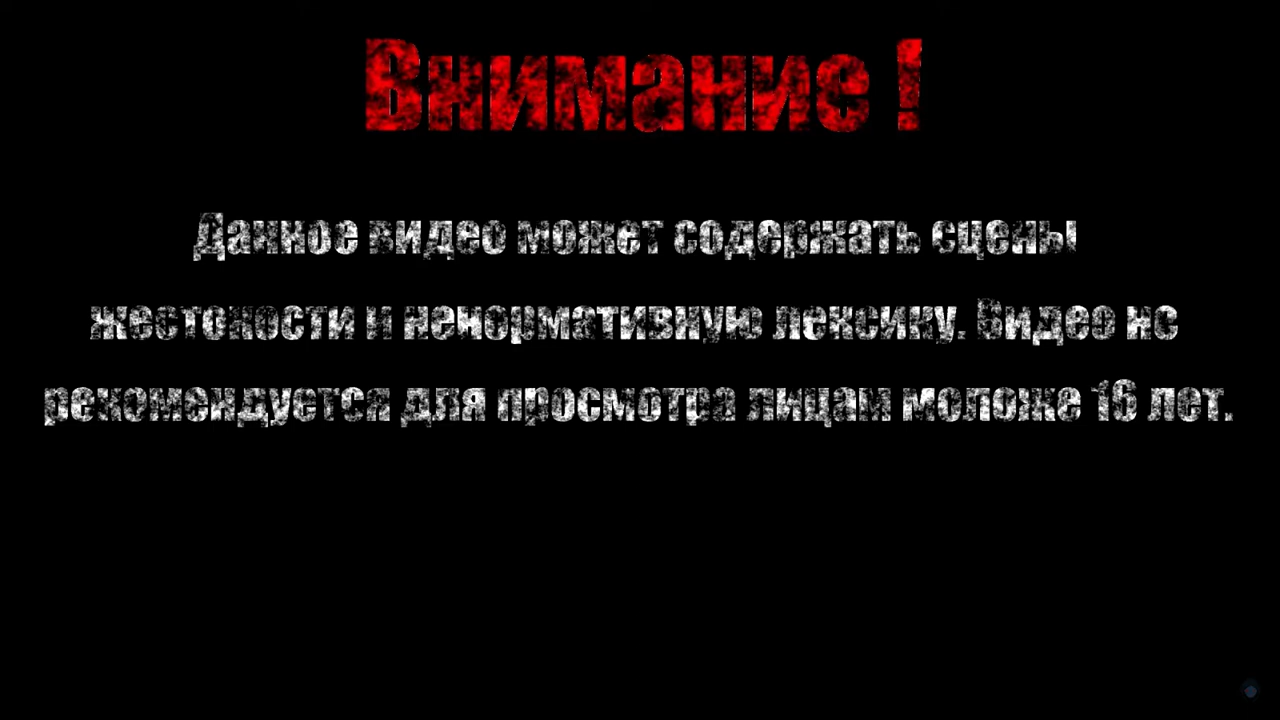 Внимание !
Данное видео может содержать сцены
жестокости и ненормативную лексику. Видео не
рекомендуется для просмотра лицам моложе 16 лет.